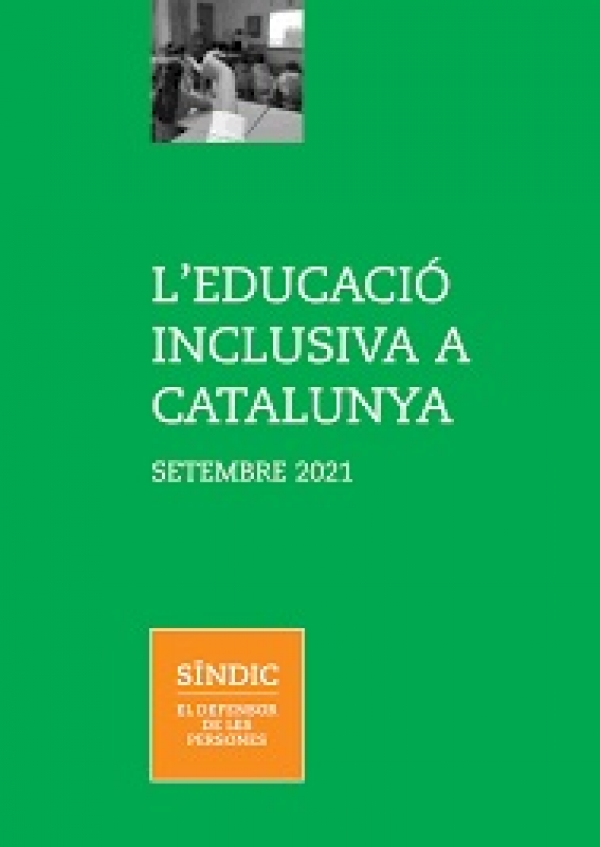 L'EDUCACIÓ
INCLUSIVA A
CATALUNYA
SETEMBRE 2021
SÍNDIC
EL DEFENSOR
DE LES
PERSONES